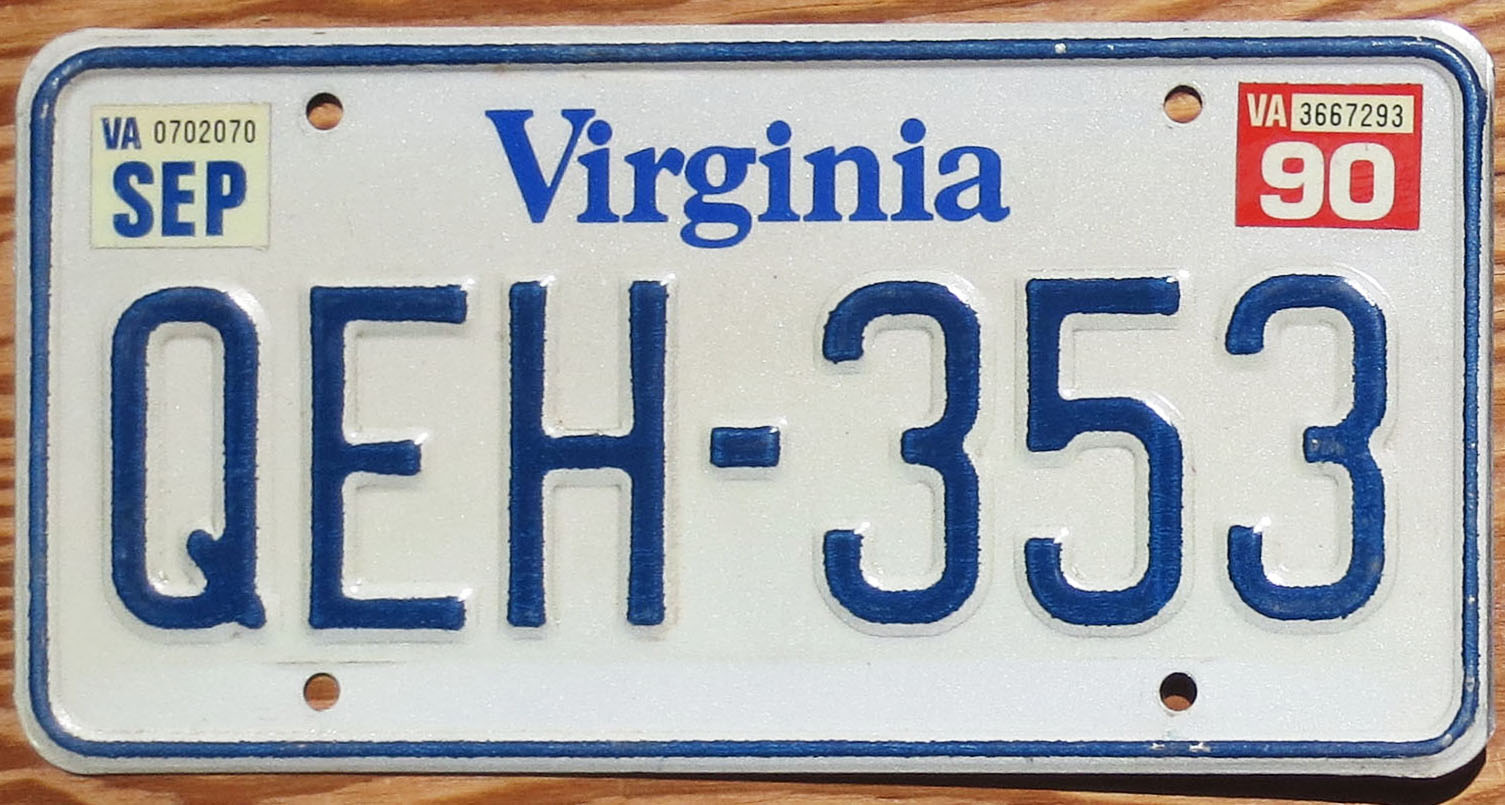 VA 0702070
SEP
Virginia
VA 3667293
90
QEH-353